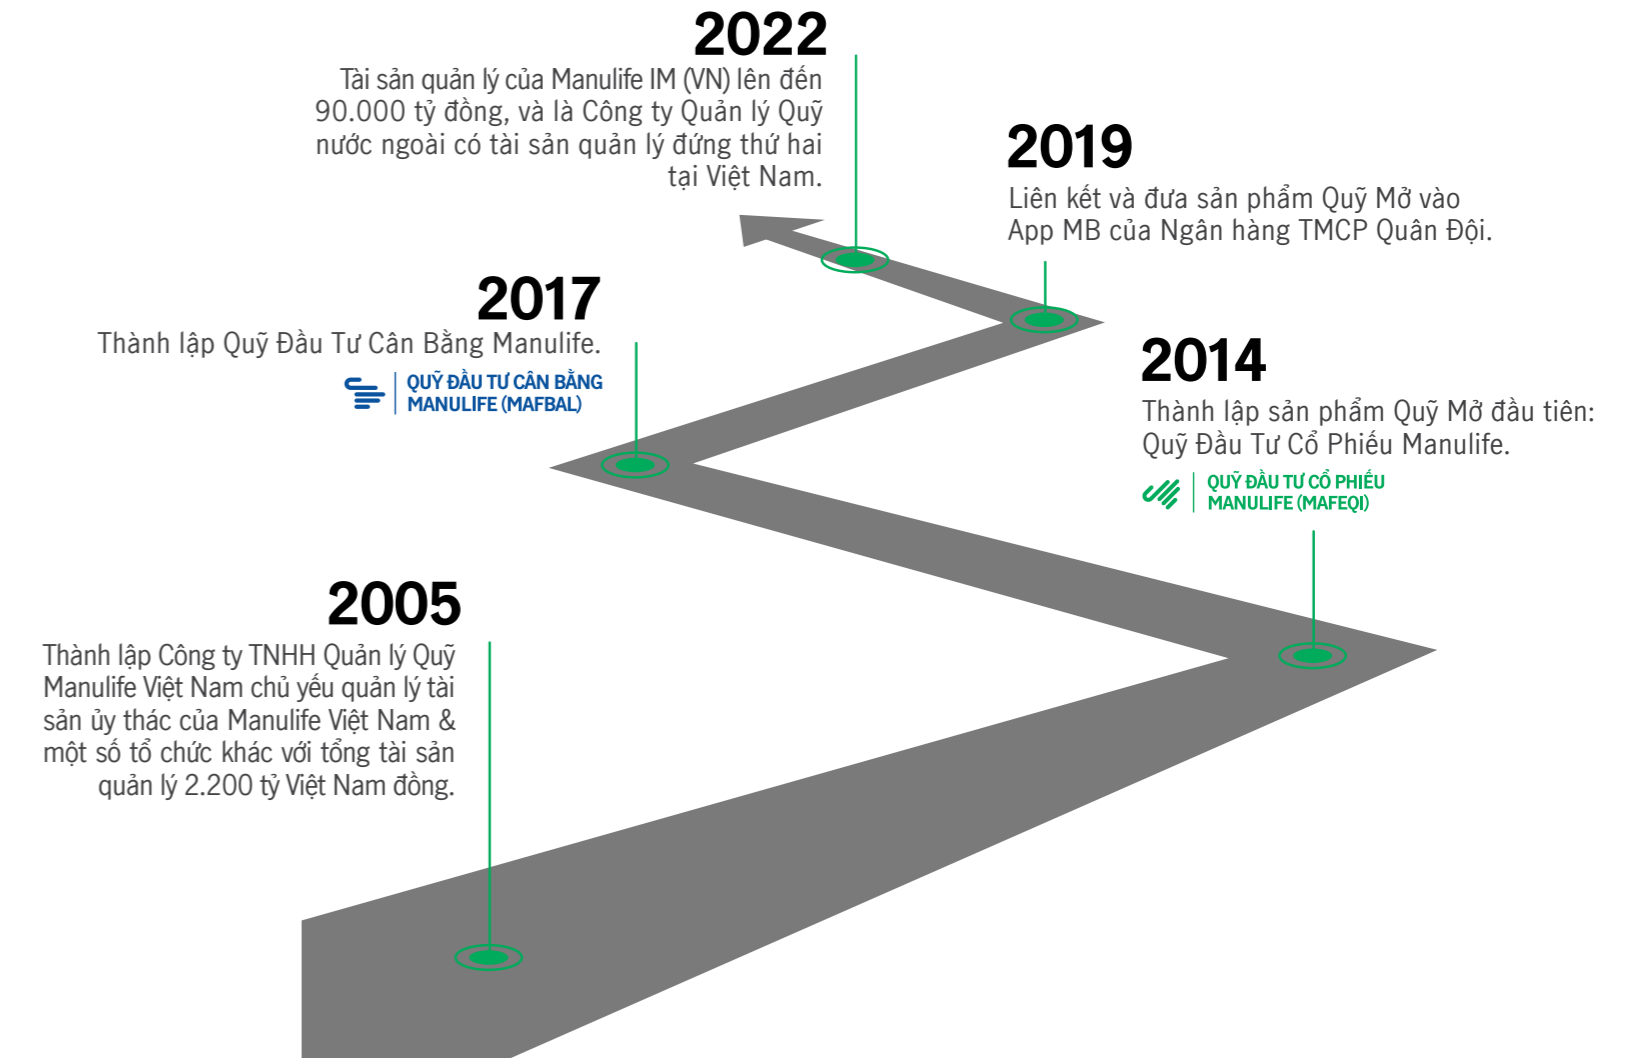 2022
Tài sản quản lý của Manulife IM (VN) lên đến
90.000 tỷ đồng, và là Công ty Quản lý Quỹ
nước ngoài có tài sản quản lý đứng thứ hai
tại Việt Nam.
2019
Liên kết và đưa sản phẩm Quỹ Mở vào
App MB của Ngân hàng TMCP Quân Đội.
2017
Thành lập Quỹ Đầu Tư Cân Bằng Manulife.
QUỸ ĐẦU TƯ CÂN BẰNG
MANULIFE (MAFBAL)
2014
Thành lập sản phẩm Quỹ Mở đầu tiên:
Quỹ Đầu Tư Cổ Phiếu Manulife.
QUỸ ĐẦU TƯ CỔ PHIẾU
MANULIFE (MAFEQI)
2005
Thành lập Công ty TNHH Quản lý Quỹ
Manulife Việt Nam chủ yếu quản lý tài
sản ủy thác của Manulife Việt Nam &
một số tổ chức khác với tổng tài sản
quản lý 2.200 tỷ Việt Nam đồng.